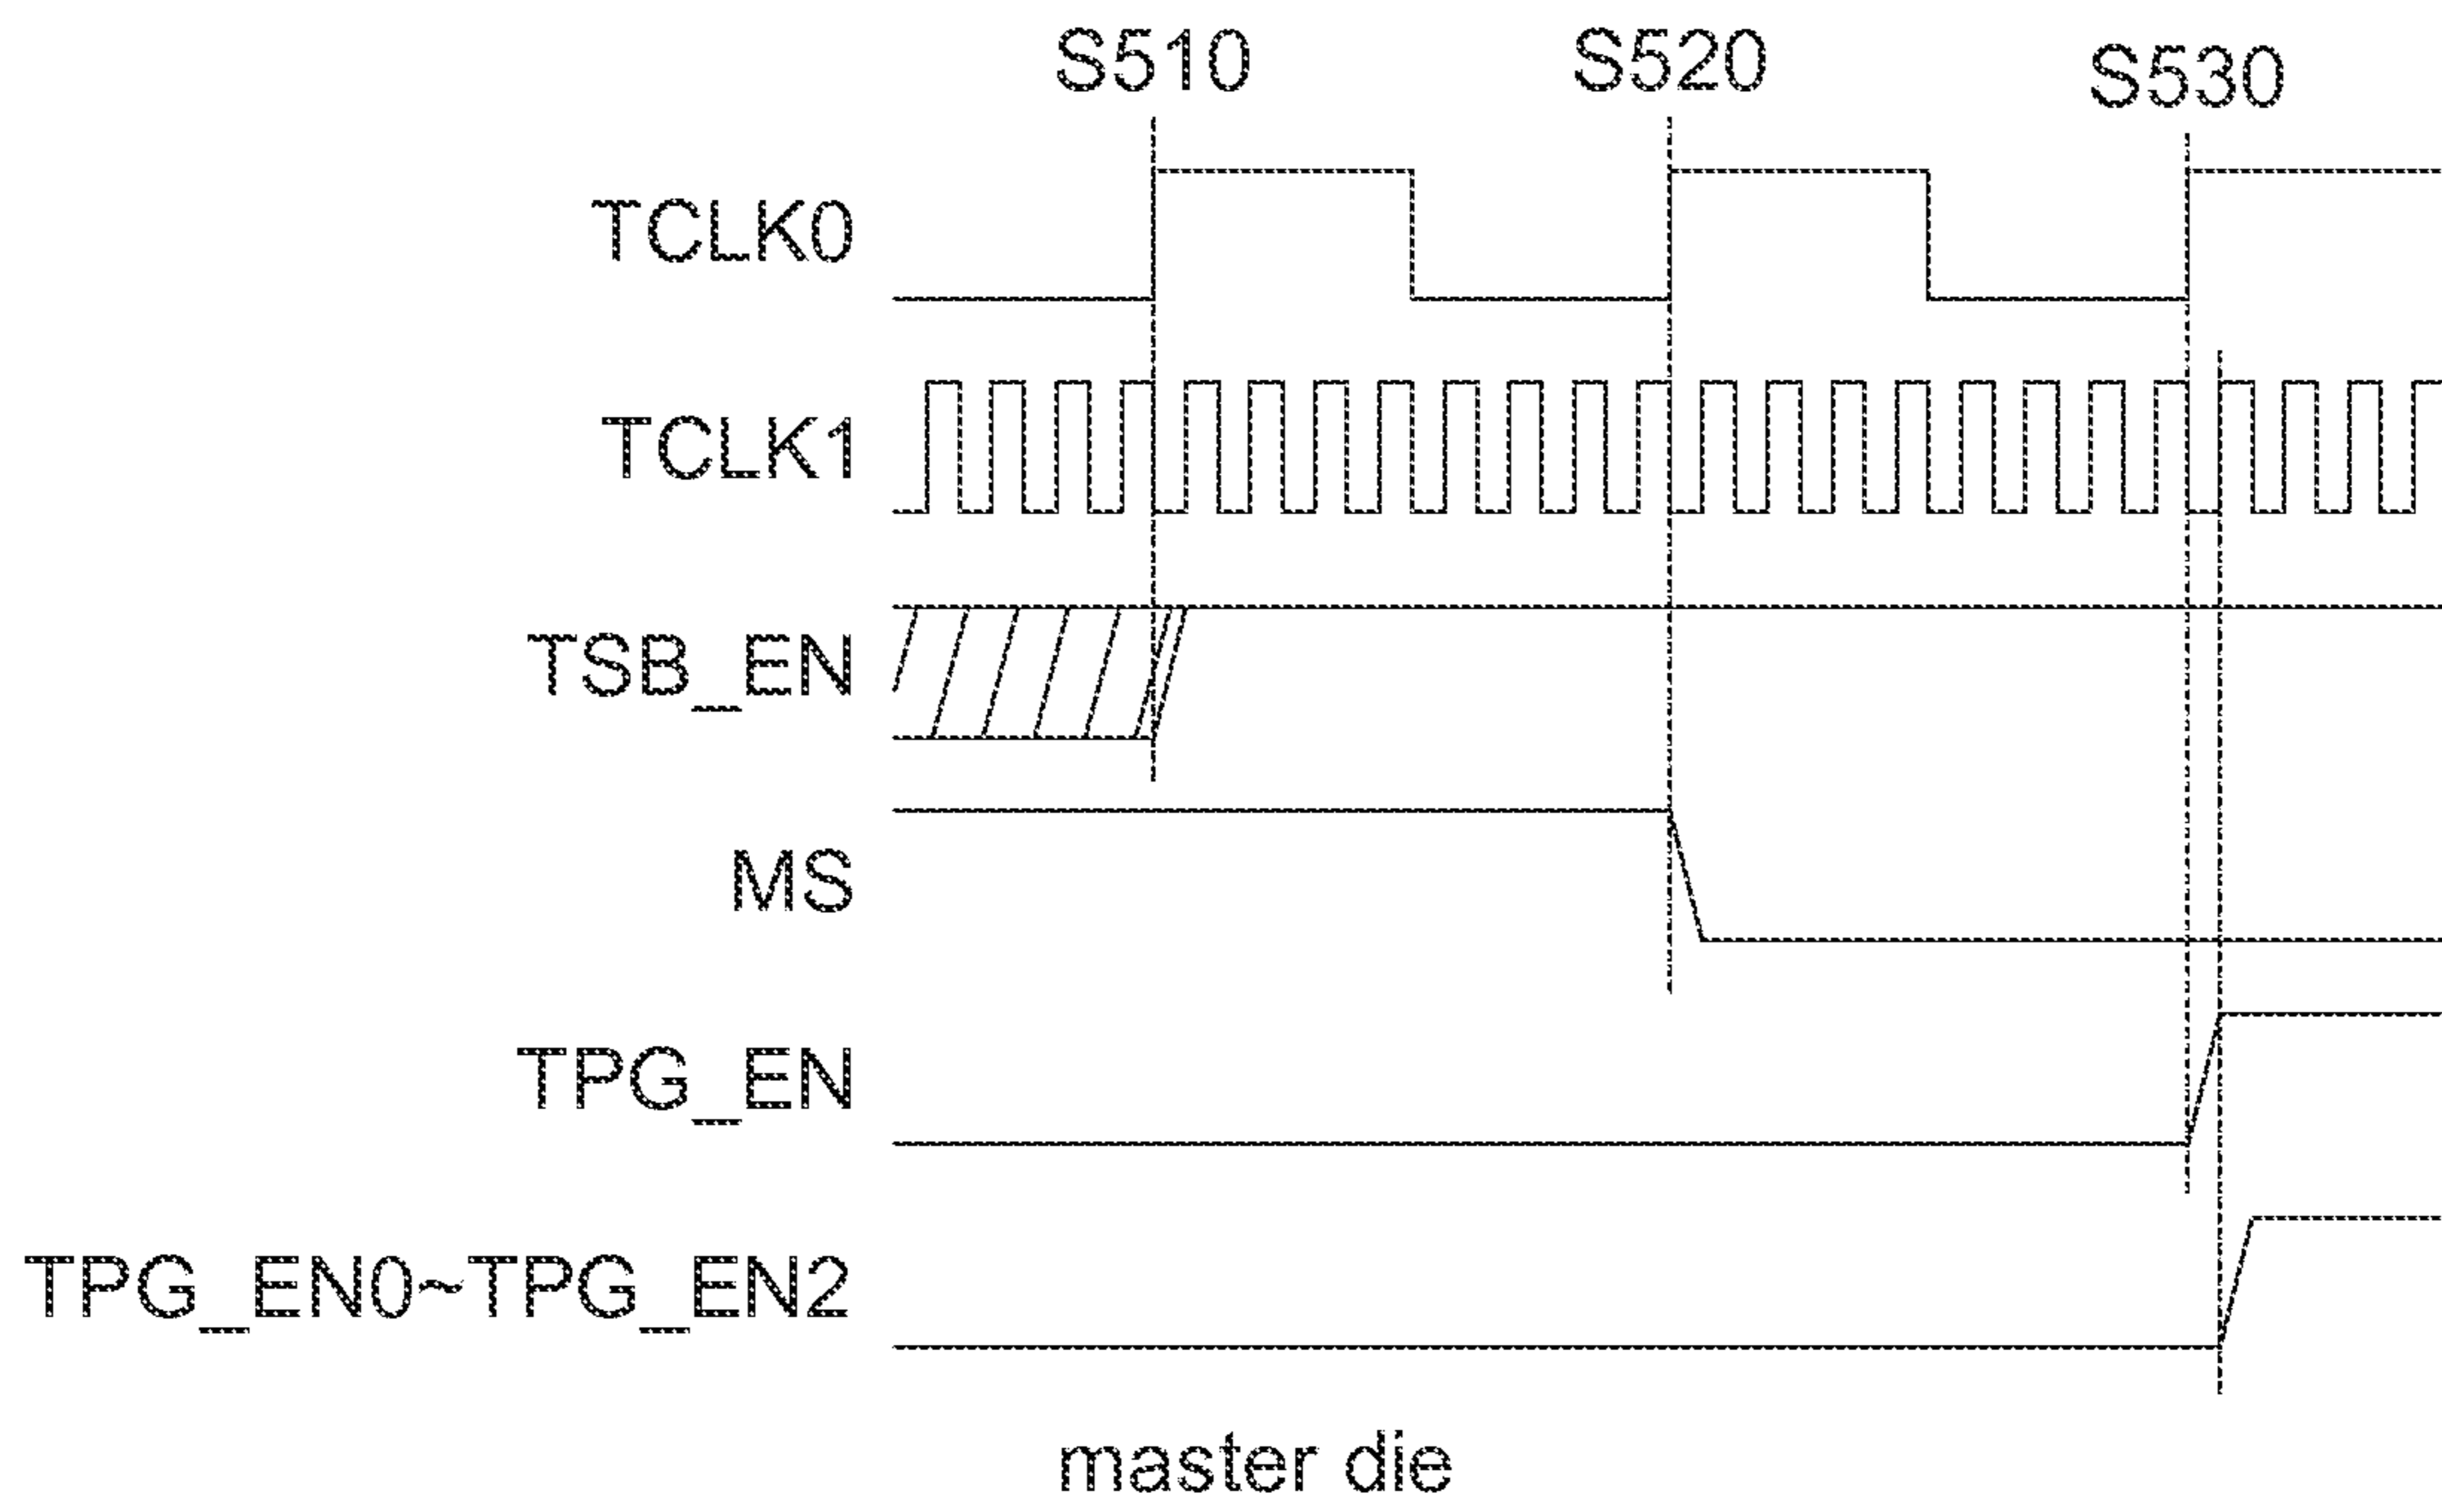 S510
S520
S530
TCLK0
TCLK1
TSB_EN
MS
TPG_EN
TPG_EN0~TPG_EN2
master die